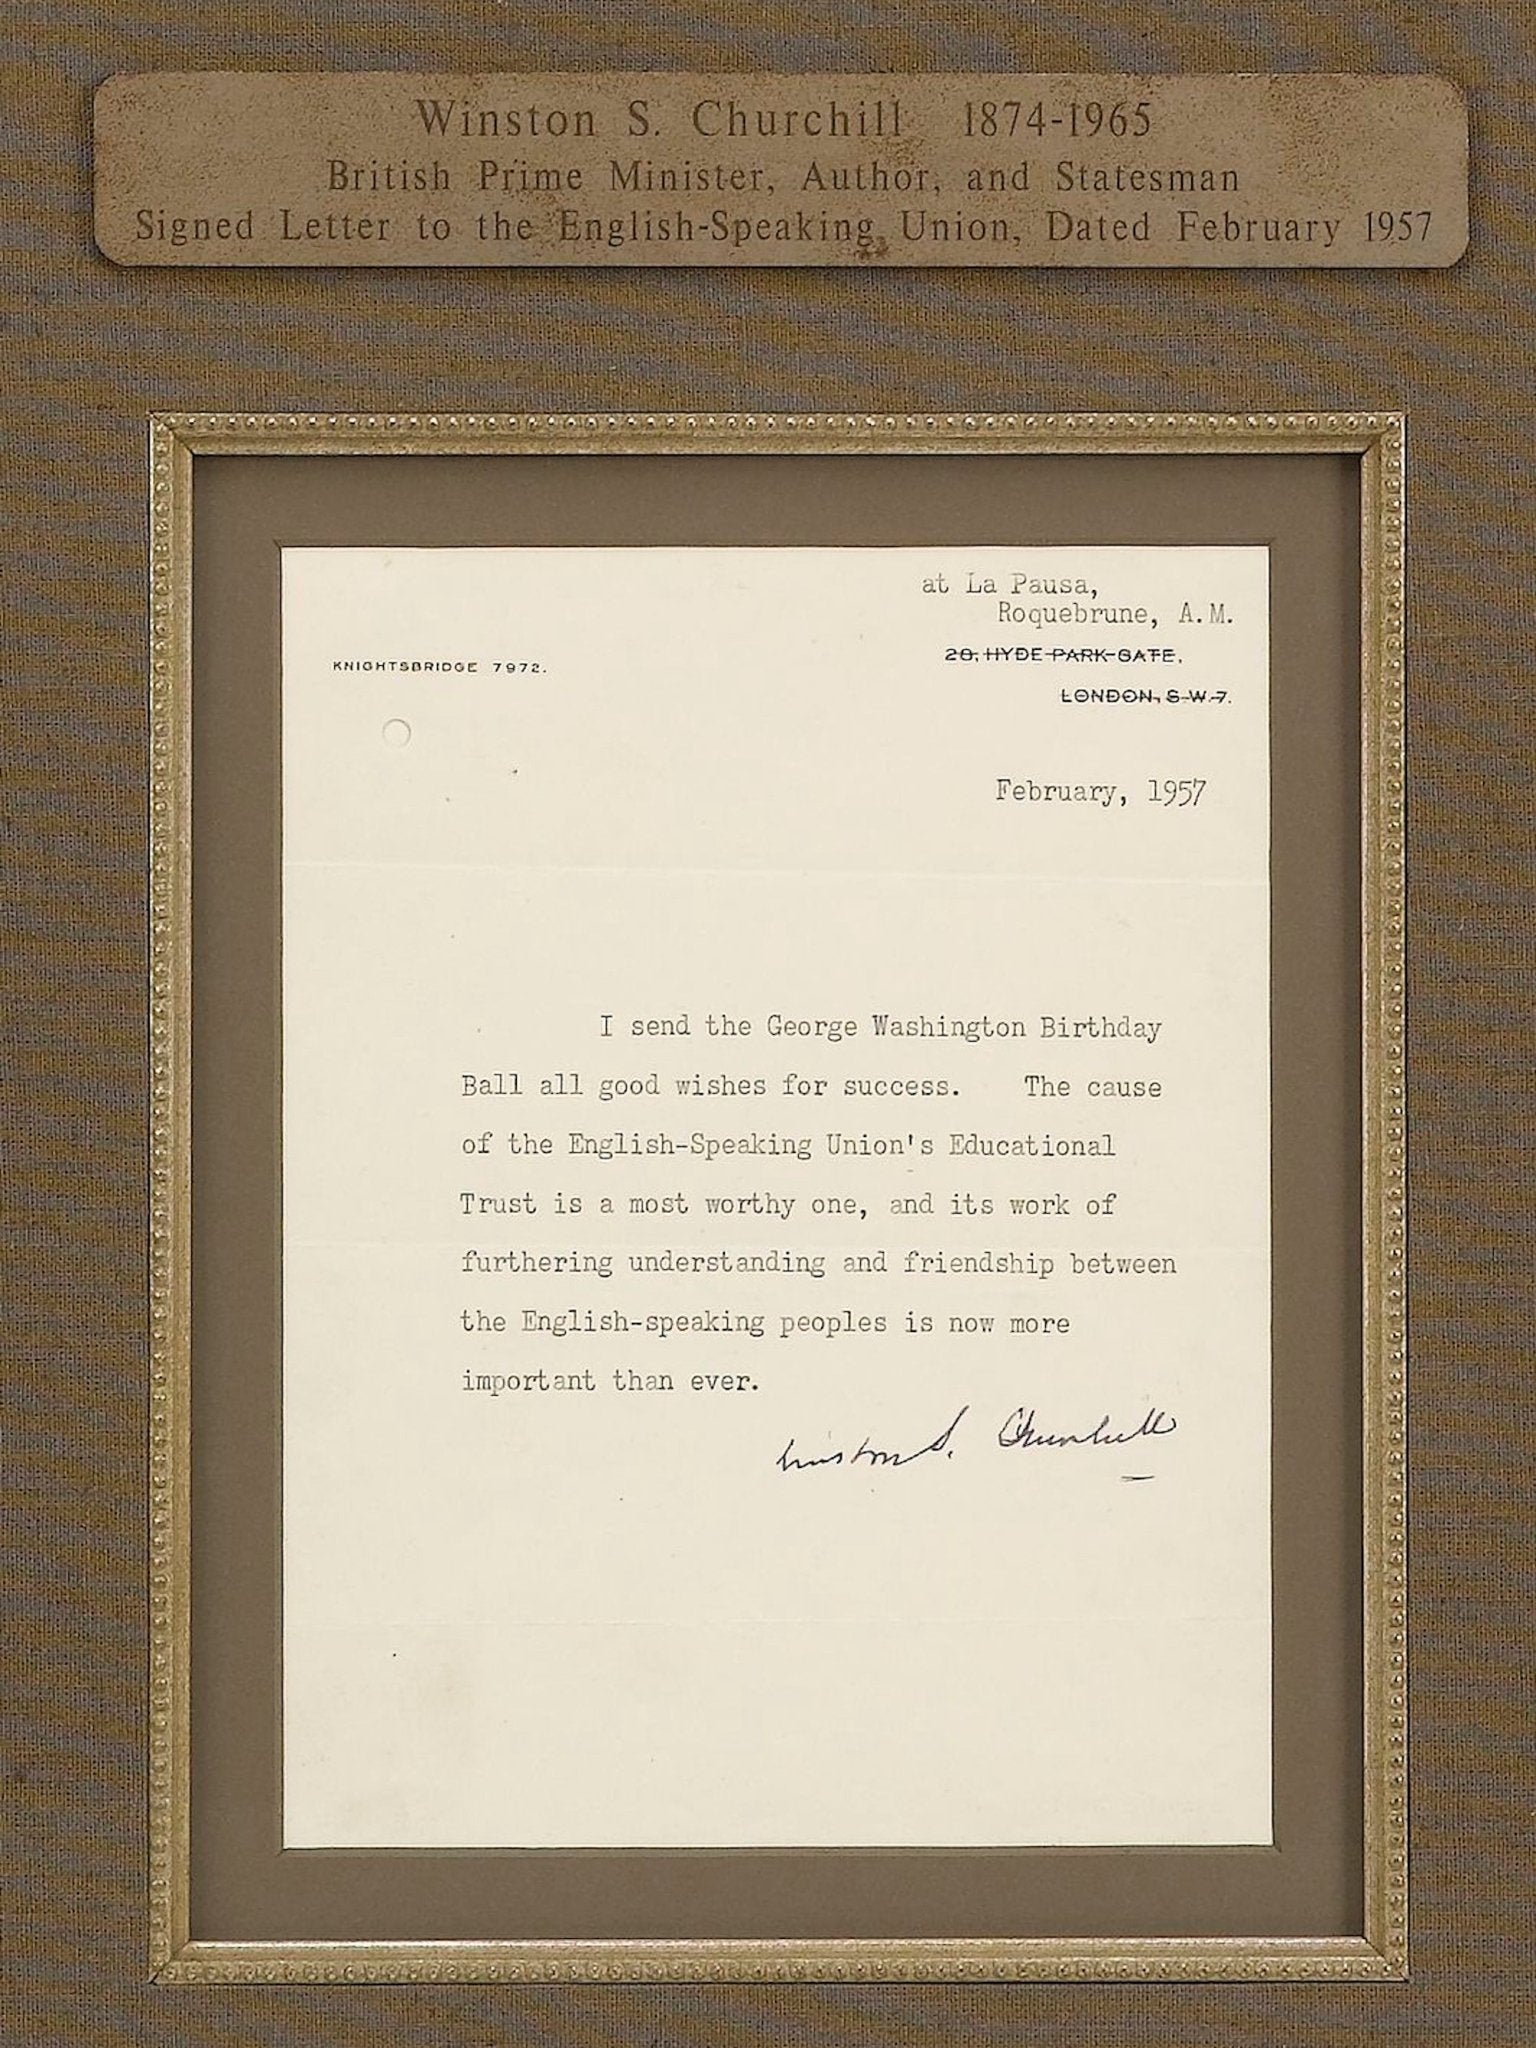 Winston S. Churchill 1874-1965
British Prime Minister, Author, and Statesman
Signed Letter to the English-Speaking Union, Dated February 1957
at La Pausa,
Roquebrune, A.M.
KNIGHTSBRIDGE 7972.
28, HYDE PARK GATE,
LONDON, S.W.7.
February, 1957
I send the George Washington Birthday
Ball all good wishes for success. The cause
of the English-Speaking Union's Educational
Trust is a most worthy one, and its work of
furthering understanding and friendship between
the English-speaking peoples is now more
important than ever.
Winston S. Churchill